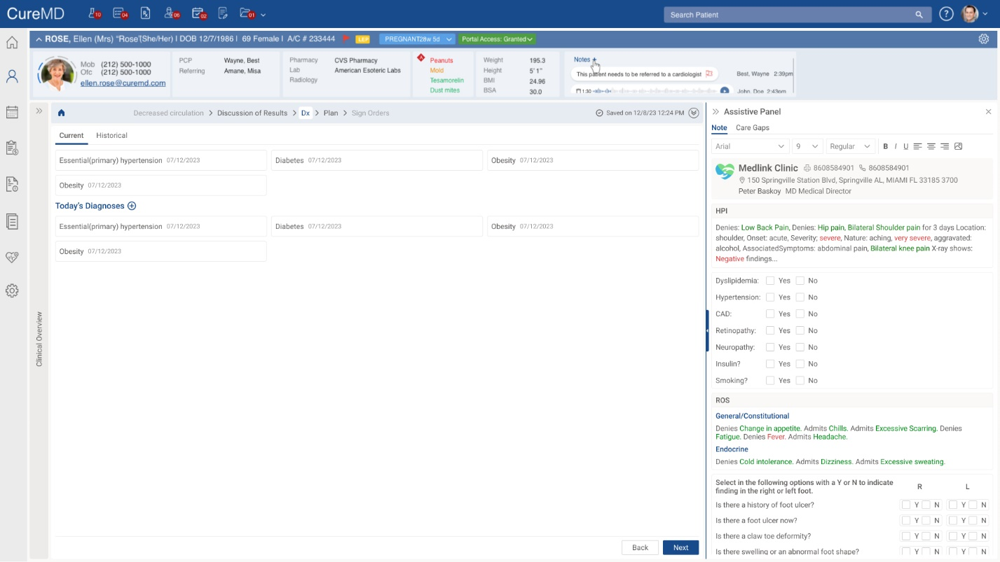 CureMD
10
04
05
02
01
Search Patient
?
ROSE, Ellen (Mrs) "Rose"(She/Her) | DOB 12/7/1986 | 69 Female | A/C # 233444
LEP
PREGNANT28w 5d
Portal Access: Granted
Mob (212) 500-1000
Ofc (212) 500-1000
ellen.rose@curemd.com
PCP Wayne, Best
Referring Amane, Misa
Pharmacy CVS Pharmacy
Lab American Esoteric Labs
Radiology
A
Peanuts
Mold
Tesamorelin
Dust mites
Weight 195.3
Height 5'1"
BMI 24.96
BSA 30.0
Notes +
This patient needs to be referred to a cardiologist
Best, Wayne 2:39pm
1:30
John, Doe 2:43pm
Decreased circulation > Discussion of Results > Dx > Plan > Sign Orders
Saved on 12/8/23 12:24 PM
Clinical Overview
Current Historical
Essential(primary) hypertension 07/12/2023
Diabetes 07/12/2023
Obesity 07/12/2023
Obesity 07/12/2023
Today's Diagnoses
Essential(primary) hypertension 07/12/2023
Diabetes 07/12/2023
Obesity 07/12/2023
Obesity 07/12/2023
Back
Next
Assistive Panel
Note Care Gaps
Arial 9 Regular B I U
Medlink Clinic 8608584901 8608584901
150 Springville Station Blvd, Springville AL, MIAMI FL 33185 3700
Peter Baskoy MD Medical Director
HPI
Denies: Low Back Pain, Denies: Hip pain, Bilateral Shoulder pain for 3 days Location:
shoulder, Onset: acute, Severity; severe, Nature: aching, very severe, aggravated:
alcohol, AssociatedSymptoms: abdominal pain, Bilateral knee pain X-ray shows:
Negative findings...
Dyslipidemia: Yes No
Hypertension: Yes No
CAD: Yes No
Retinopathy: Yes No
Neuropathy: Yes No
Insulin? Yes No
Smoking? Yes No
ROS
General/Constitutional
Denies Change in appetite. Admits Chills. Admits Excessive Scarring. Denies
Fatigue. Denies Fever. Admits Headache.
Endocrine
Denies Cold intolerance. Admits Dizziness. Admits Excessive sweating.
Select in the following options with a Y or N to indicate
finding in the right or left foot.
R L
Is there a history of foot ulcer? Y N Y N
Is there a foot ulcer now? Y N Y N
Is there a claw toe deformity? Y N Y N
Is there swelling or an abnormal foot shape? Y N Y N